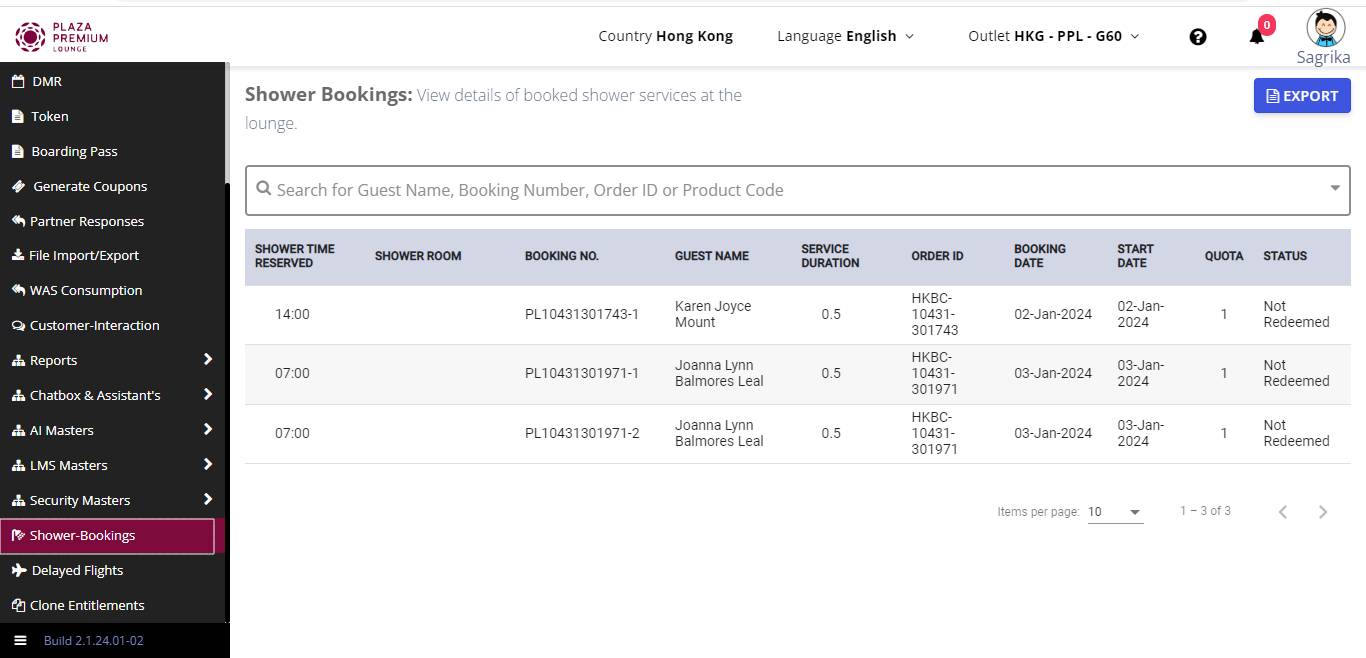 PLAZA
PREMIUM
LOUNGE
Country Hong Kong
Language English
Outlet HKG - PPL - G60
0
Sagrika
DMR
Token
Boarding Pass
Generate Coupons
Partner Responses
File Import/Export
WAS Consumption
Customer-Interaction
Reports
Chatbox & Assistant's
AI Masters
LMS Masters
Security Masters
Shower-Bookings
Delayed Flights
Clone Entitlements
Build 2.1.24.01-02
Shower Bookings: View details of booked shower services at the
lounge.
EXPORT
Search for Guest Name, Booking Number, Order ID or Product Code
SHOWER TIME RESERVED SHOWER ROOM BOOKING NO. GUEST NAME SERVICE DURATION ORDER ID BOOKING DATE START DATE QUOTA STATUS
14:00 PL10431301743-1 Karen Joyce Mount 0.5 HKBC-10431-301743 02-Jan-2024 02-Jan-2024 1 Not Redeemed
07:00 PL10431301971-1 Joanna Lynn Balmores Leal 0.5 HKBC-10431-301971 03-Jan-2024 03-Jan-2024 1 Not Redeemed
07:00 PL10431301971-2 Joanna Lynn Balmores Leal 0.5 HKBC-10431-301971 03-Jan-2024 03-Jan-2024 1 Not Redeemed
Items per page: 10 1 – 3 of 3